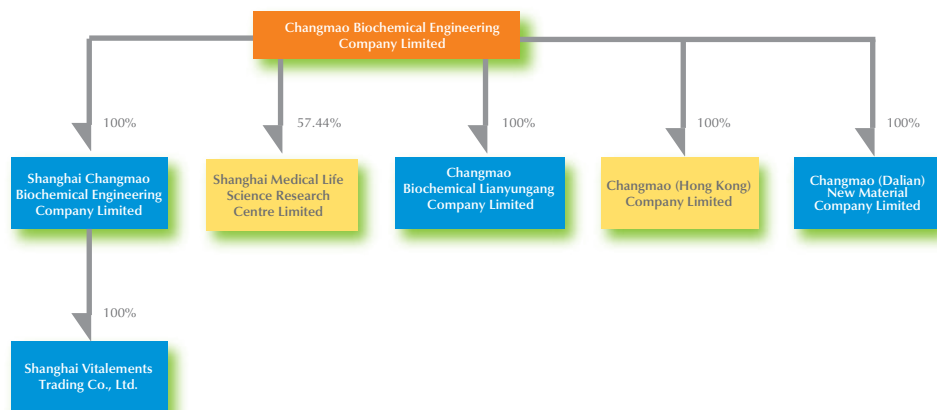 Changmao Biochemical Engineering
Company Limited
100%
57.44%
100%
100%
100%
Shanghai Changmao
Biochemical Engineering
Company Limited
Shanghai Medical Life
Science Research
Centre Limited
Changmao
Biochemical Lianyungang
Company Limited
Changmao (Hong Kong)
Company Limited
Changmao (Dalian)
New Material
Company Limited
100%
Shanghai Vitalements
Trading Co., Ltd.